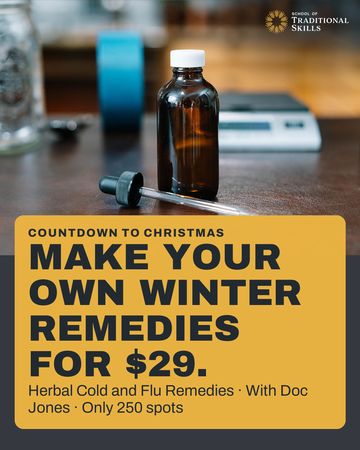 SCHOOL OF
TRADITIONAL
SKILLS
COUNTDOWN TO CHRISTMAS
MAKE YOUR
OWN WINTER
REMEDIES
FOR $29.
Herbal Cold and Flu Remedies · With Doc
Jones · Only 250 spots